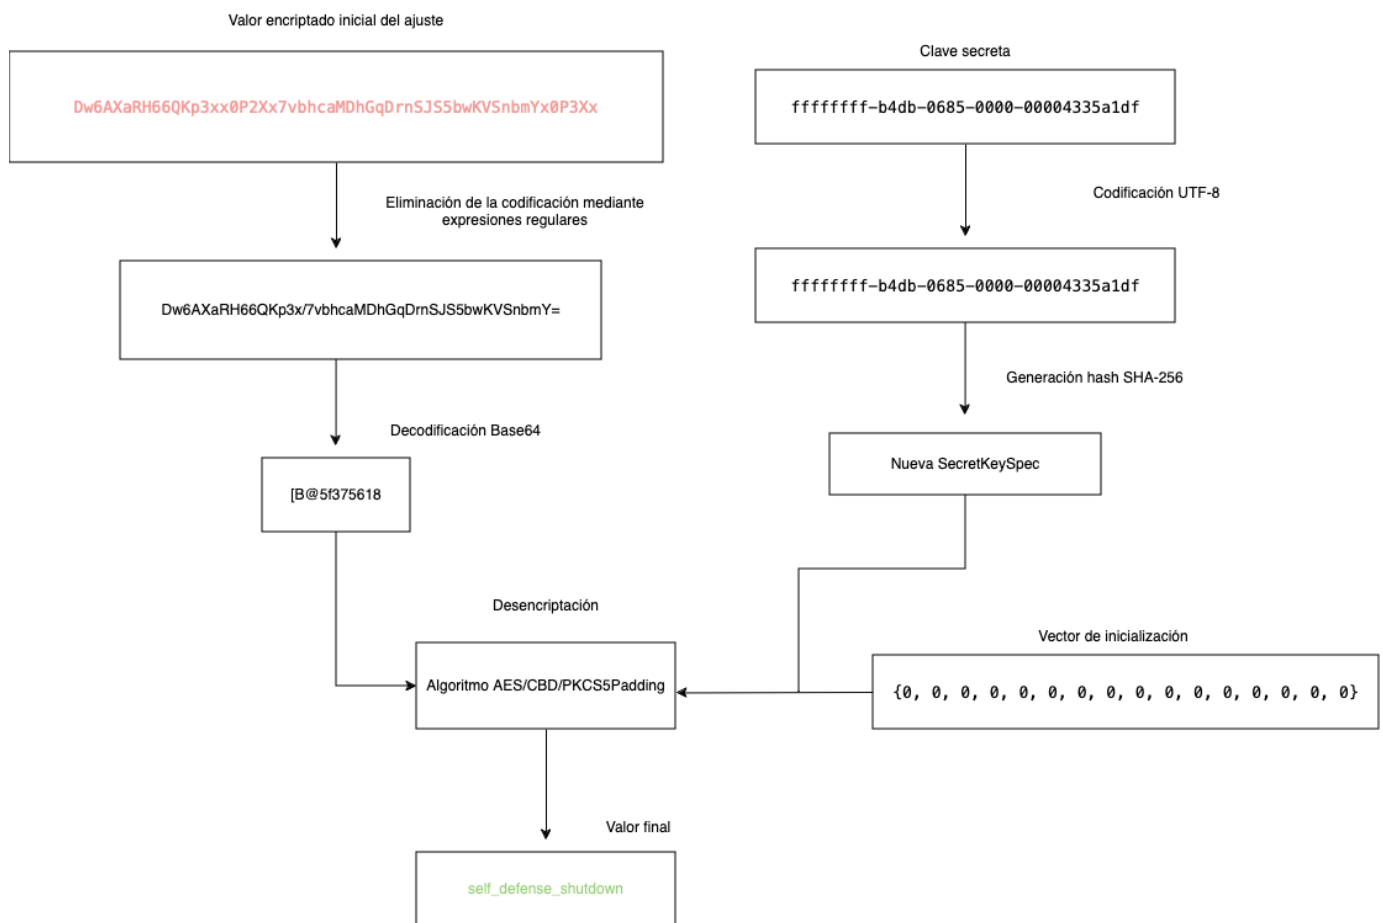 Valor encriptado inicial del ajuste
Dw6AXaRH66QKp3xx0P2Xx7vbhcaMDhGqDrnSJS5bwKVSnbmYx0P3Xx
Eliminación de la codificación mediante
expresiones regulares
Dw6AXaRH66QKp3x/7vbhcaMDhGqDrnSJS5bwKVSnbmY=
Decodificación Base64
[B@5f375618
Clave secreta
ffffffff-b4db-0685-0000-00004335a1df
Codificación UTF-8
ffffffff-b4db-0685-0000-00004335a1df
Generación hash SHA-256
Nueva SecretKeySpec
Vector de inicialización
{0, 0, 0, 0, 0, 0, 0, 0, 0, 0, 0, 0, 0, 0, 0, 0}
Desencriptación
Algoritmo AES/CBD/PKCS5Padding
Valor final
self_defense_shutdown